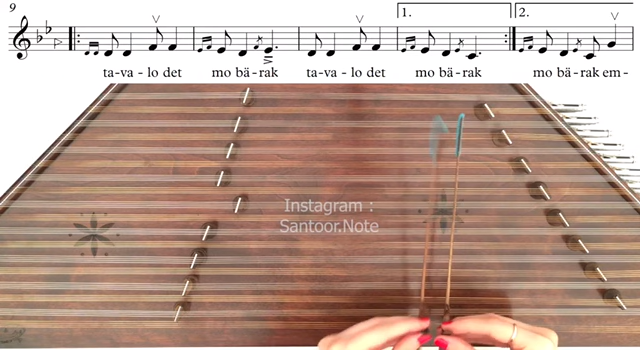 9
1.
2.
ta-va - lo det mo bä-rak ta-va - lo det mo bä-rak mo bä-rak em-
Instagram :
Santoor.Note